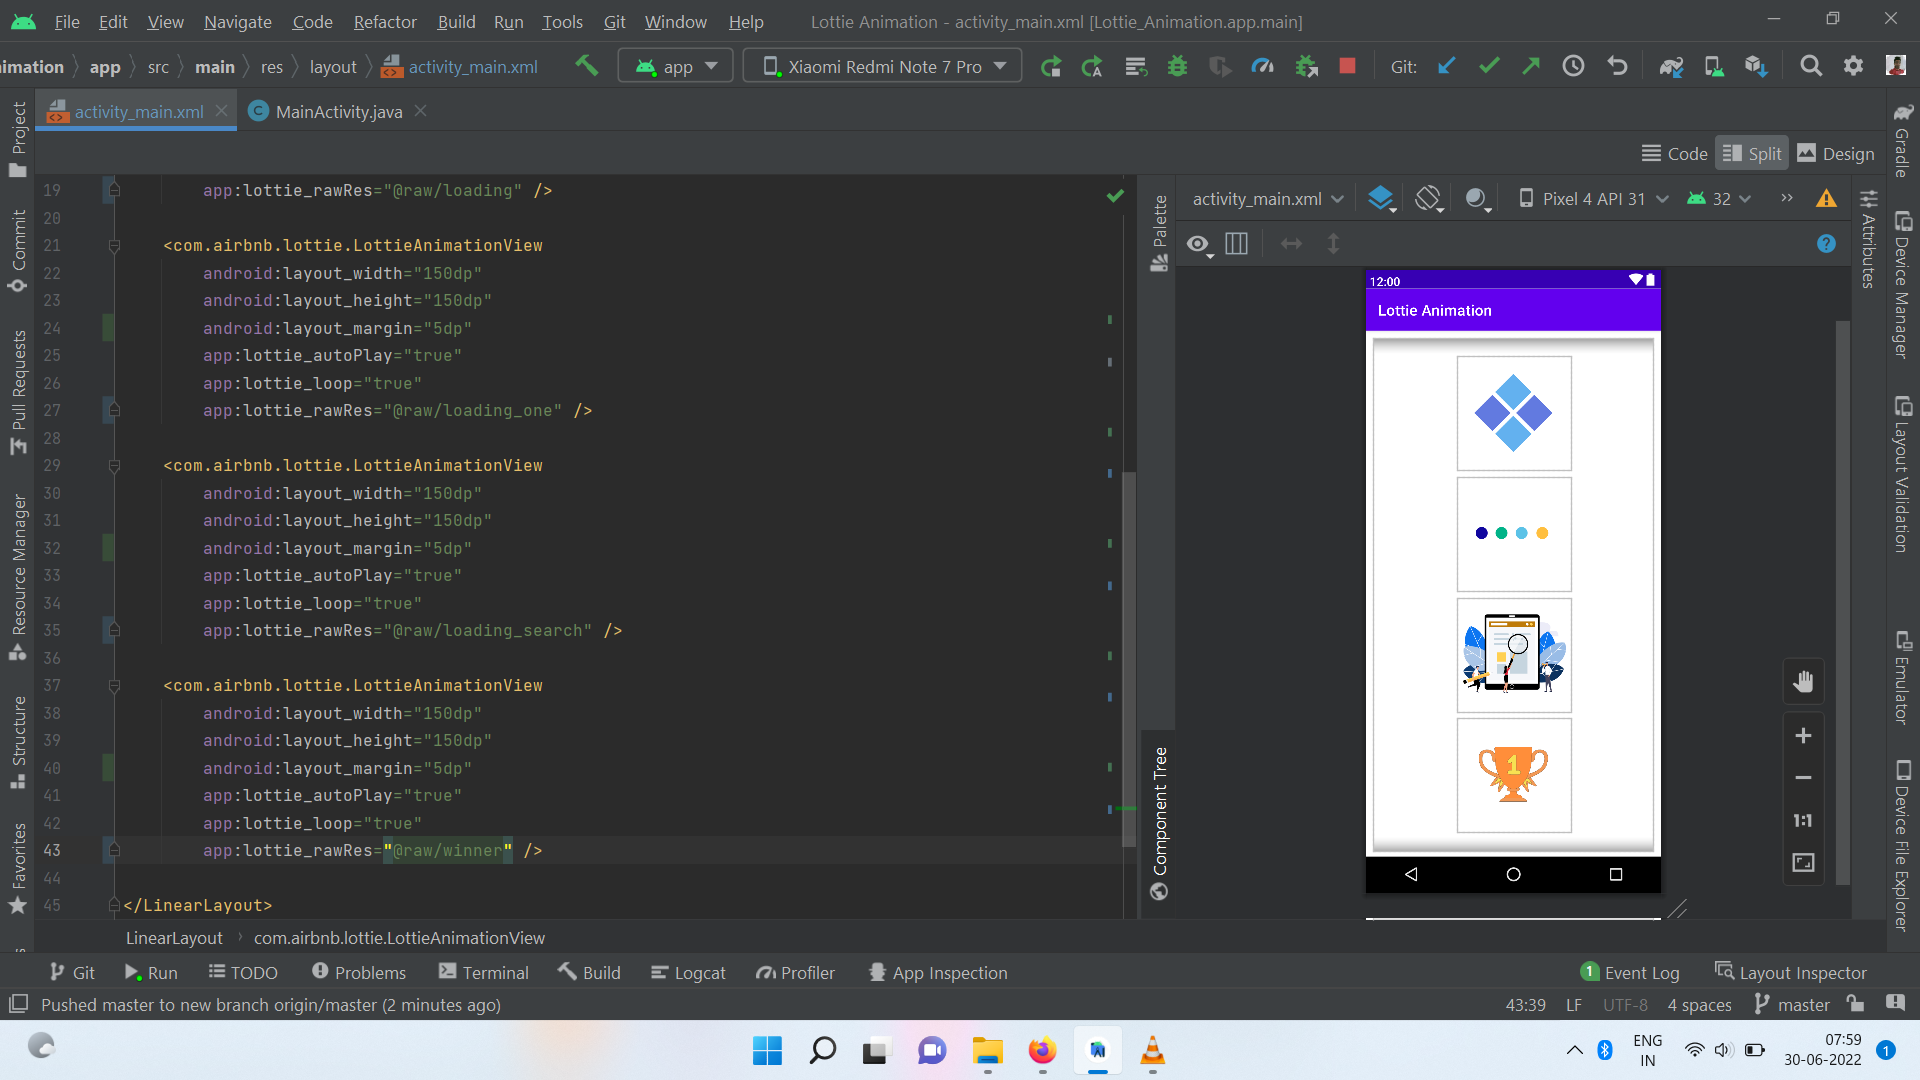 File Edit View Navigate Code Refactor Build Run Tools Git Window Help Lottie Animation - activity_main.xml [Lottie_Animation.app.main]
imation app src main res layout activity_main.xml app Xiaomi Redmi Note 7 Pro Git:
activity_main.xml MainActivity.java
Code Split Design
Project
Commit
Pull Requests
Resource Manager
Structure
Favorites
19 app:lottie_rawRes="@raw/loading" />
20
21 <com.airbnb.lottie.LottieAnimationView
22 android:layout_width="150dp"
23 android:layout_height="150dp"
24 android:layout_margin="5dp"
25 app:lottie_autoPlay="true"
26 app:lottie_loop="true"
27 app:lottie_rawRes="@raw/loading_one" />
28
29 <com.airbnb.lottie.LottieAnimationView
30 android:layout_width="150dp"
31 android:layout_height="150dp"
32 android:layout_margin="5dp"
33 app:lottie_autoPlay="true"
34 app:lottie_loop="true"
35 app:lottie_rawRes="@raw/loading_search" />
36
37 <com.airbnb.lottie.LottieAnimationView
38 android:layout_width="150dp"
39 android:layout_height="150dp"
40 android:layout_margin="5dp"
41 app:lottie_autoPlay="true"
42 app:lottie_loop="true"
43 app:lottie_rawRes="@raw/winner" />
44
45 </LinearLayout>
LinearLayout com.airbnb.lottie.LottieAnimationView
Palette
Component Tree
activity_main.xml Pixel 4 API 31 32
12:00
Lottie Animation
1
1:1
Attributes
Gradle
Device Manager
Layout Validation
Emulator
Device File Explorer
Git Run TODO Problems Terminal Build Logcat Profiler App Inspection 1 Event Log Layout Inspector
Pushed master to new branch origin/master (2 minutes ago) 43:39 LF UTF-8 4 spaces master
ENG
IN
07:59
30-06-2022
1